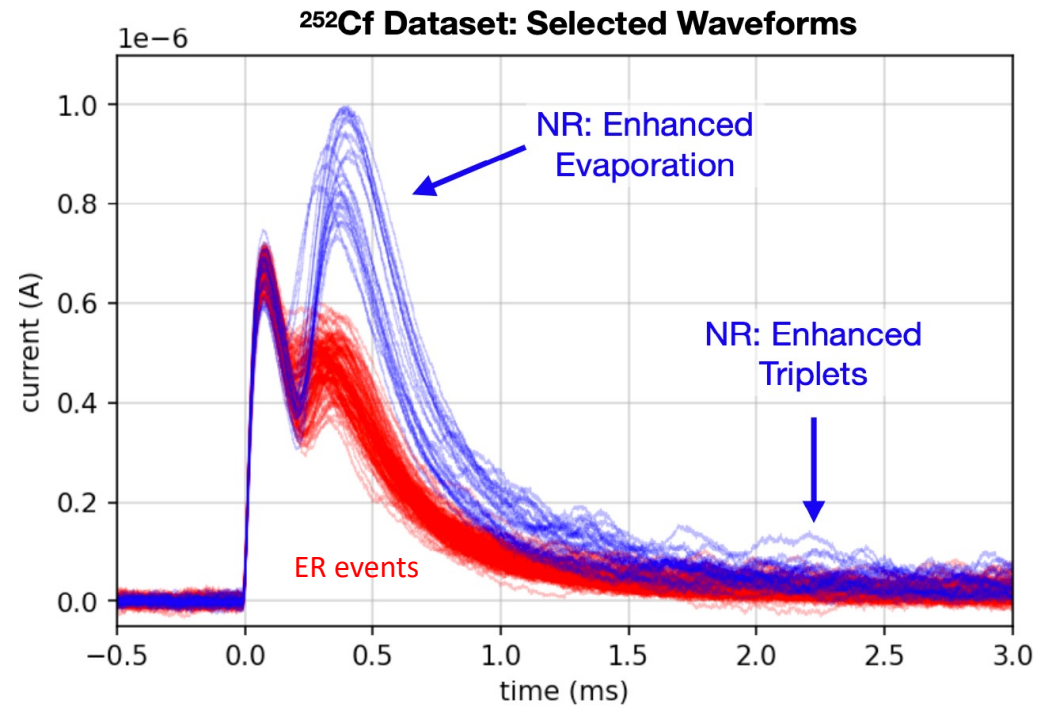 ²⁵²Cf Dataset: Selected Waveforms
1e−6
1.0
0.8
0.6
0.4
0.2
0.0
current (A)
NR: Enhanced
Evaporation
NR: Enhanced
Triplets
ER events
−0.5
0.0
0.5
1.0
1.5
2.0
2.5
3.0
time (ms)